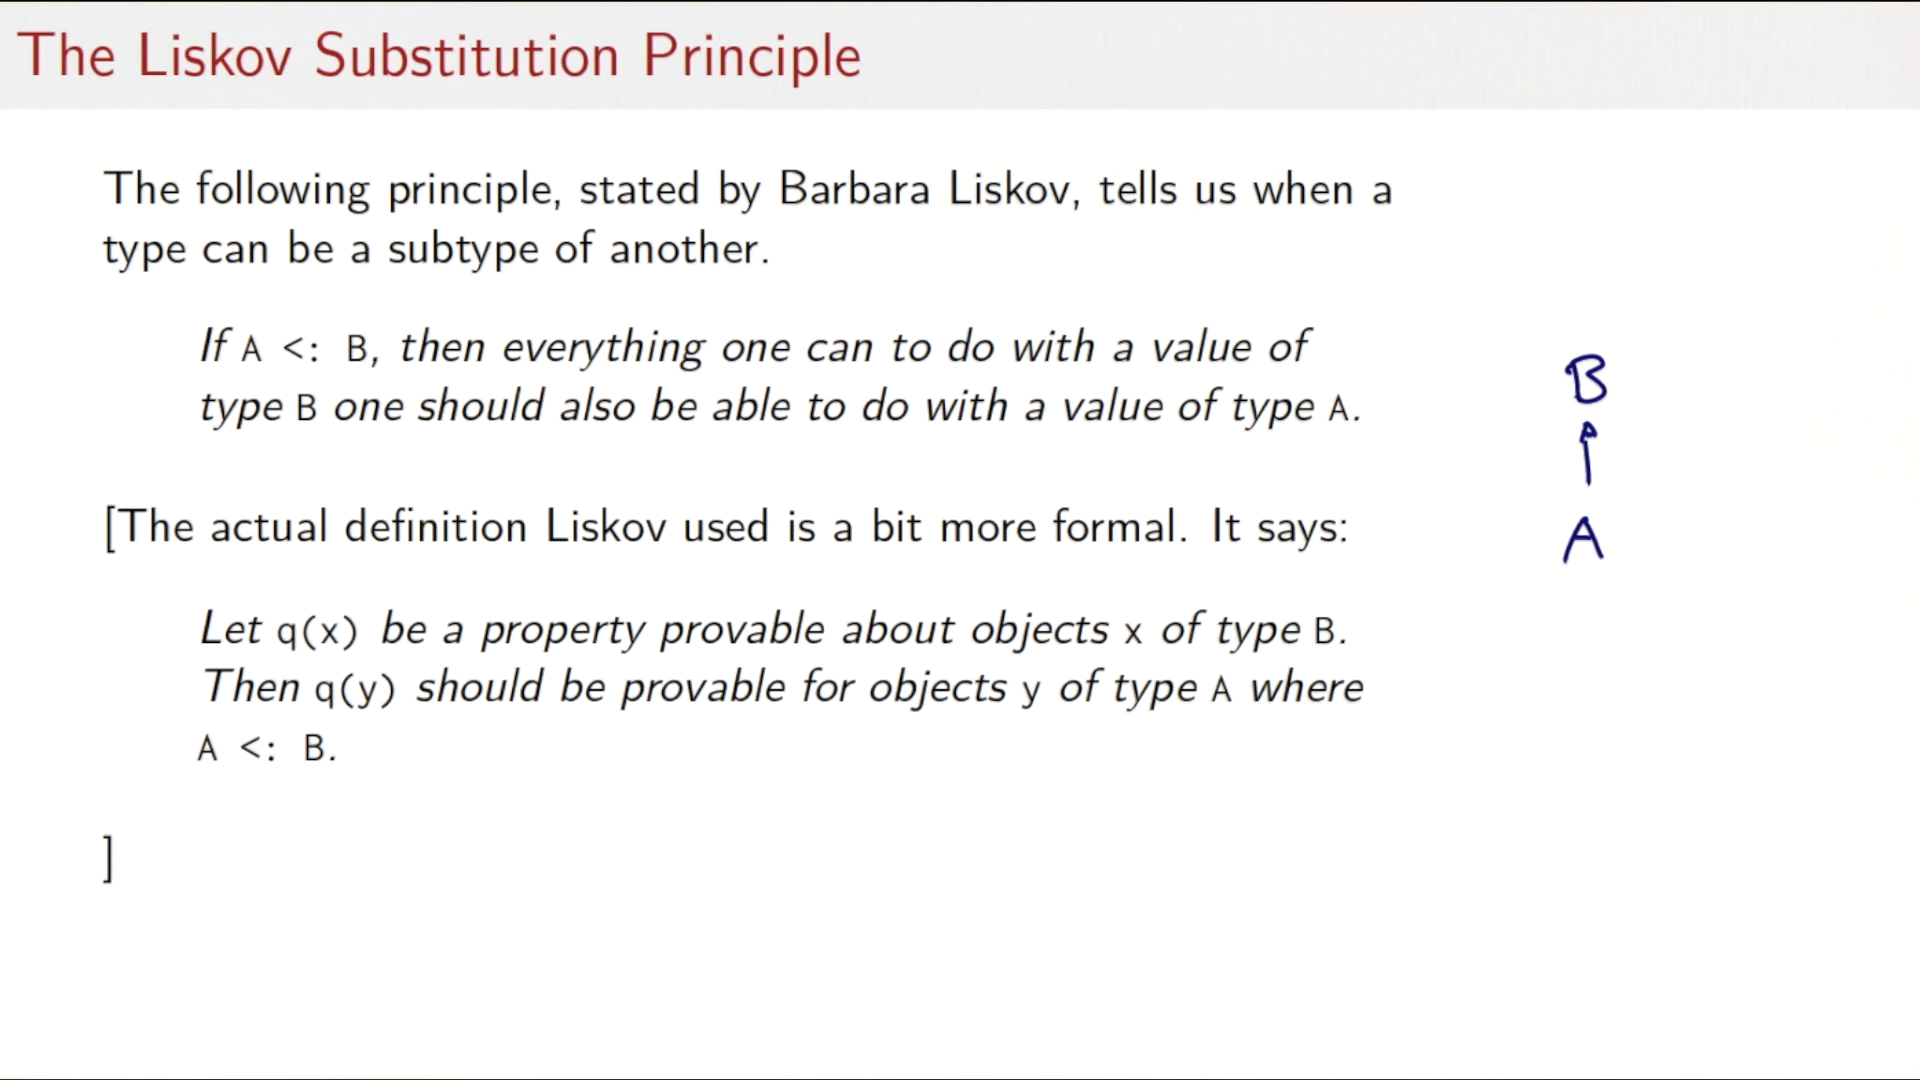 The Liskov Substitution Principle
The following principle, stated by Barbara Liskov, tells us when a
type can be a subtype of another.
If A <: B, then everything one can to do with a value of
type B one should also be able to do with a value of type A.
[The actual definition Liskov used is a bit more formal. It says:
Let q(x) be a property provable about objects x of type B.
Then q(y) should be provable for objects y of type A where
A <: B.
]
B
A